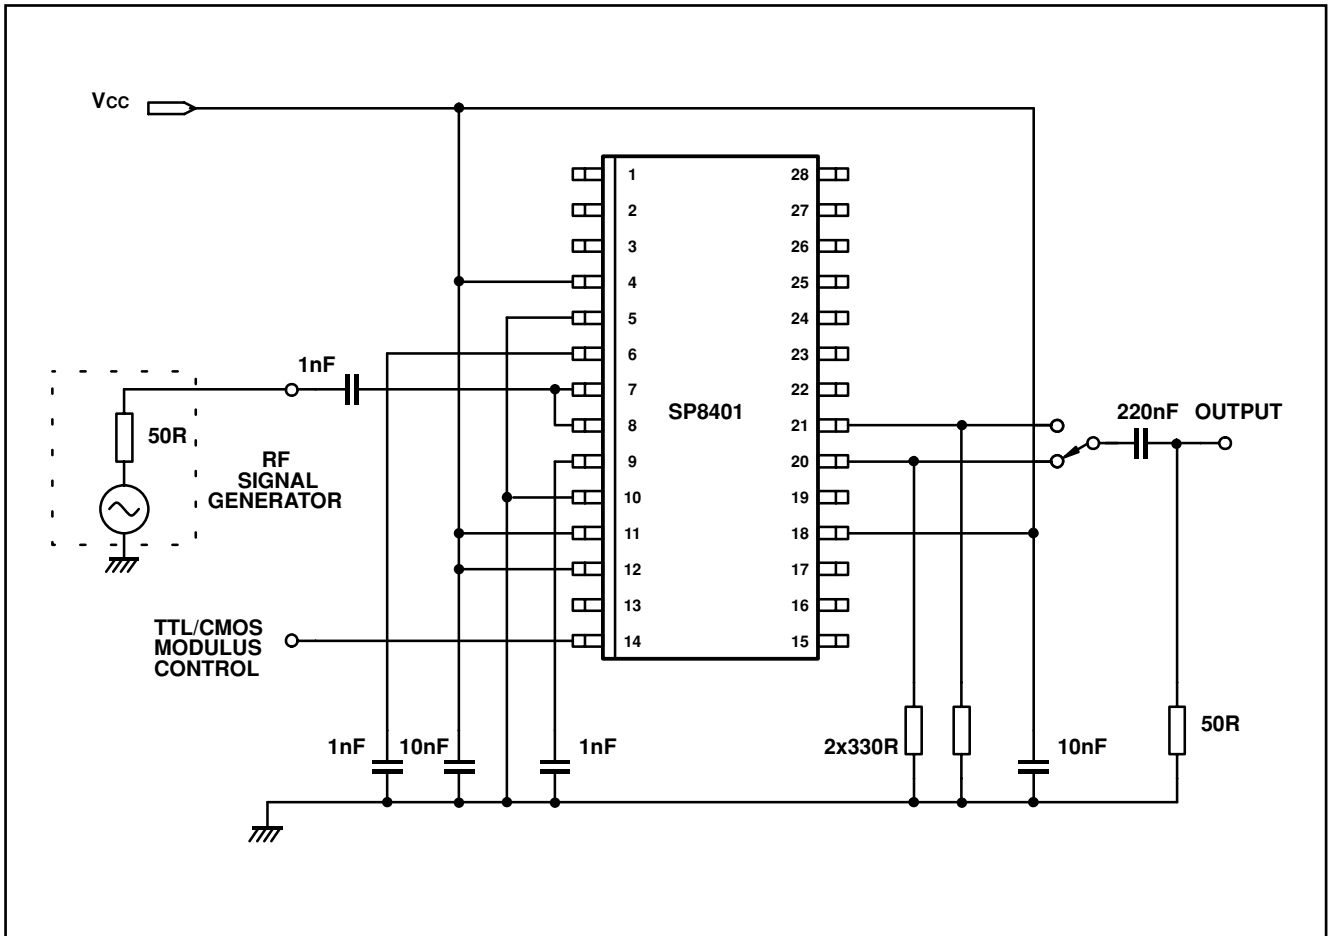 VCC
1
2
3
4
5
6
7
8
9
10
11
12
13
14
28
27
26
25
24
23
22
21
20
19
18
17
16
15
SP8401
1nF
50R
RF
SIGNAL
GENERATOR
TTL/CMOS
MODULUS
CONTROL
220nF OUTPUT
1nF
10nF
1nF
2x330R
10nF
50R